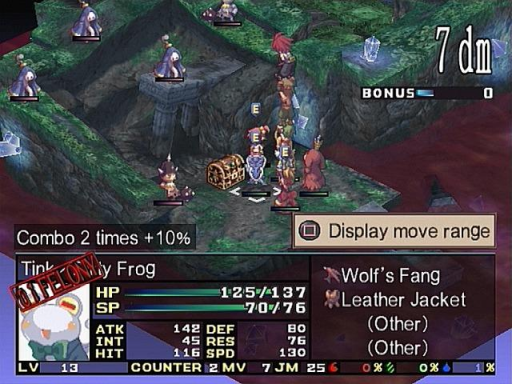 7 dm
BONUS 0
E
E
E
Combo 2 times +10%
Display move range
Frog
01 FELONY
HP 125/137
SP 70/76
ATK 142 DEF 80
INT 45 RES 76
HIT 116 SPD 130
Wolf's Fang
Leather Jacket
(Other)
(Other)
LV 13 COUNTER 2 MV 7 JM 25 0% 0% 1%